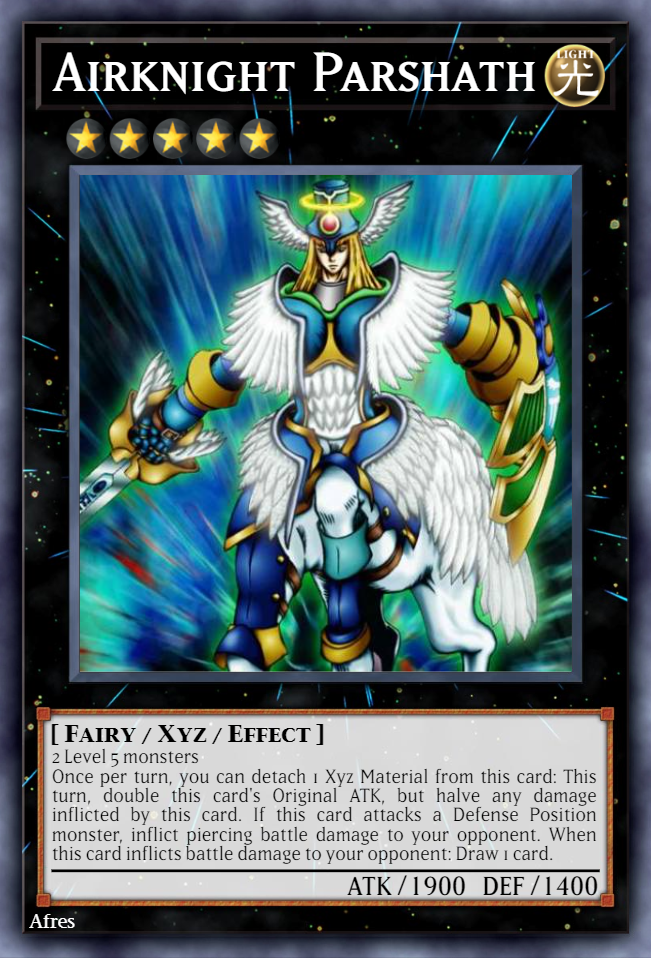 Airknight Parshath
LIGHT
光
[ Fairy / Xyz / Effect ]
2 Level 5 monsters
Once per turn, you can detach 1 Xyz Material from this card: This
turn, double this card's Original ATK, but halve any damage
inflicted by this card. If this card attacks a Defense Position
monster, inflict piercing battle damage to your opponent. When
this card inflicts battle damage to your opponent: Draw 1 card.
ATK / 1900 DEF / 1400
Afres